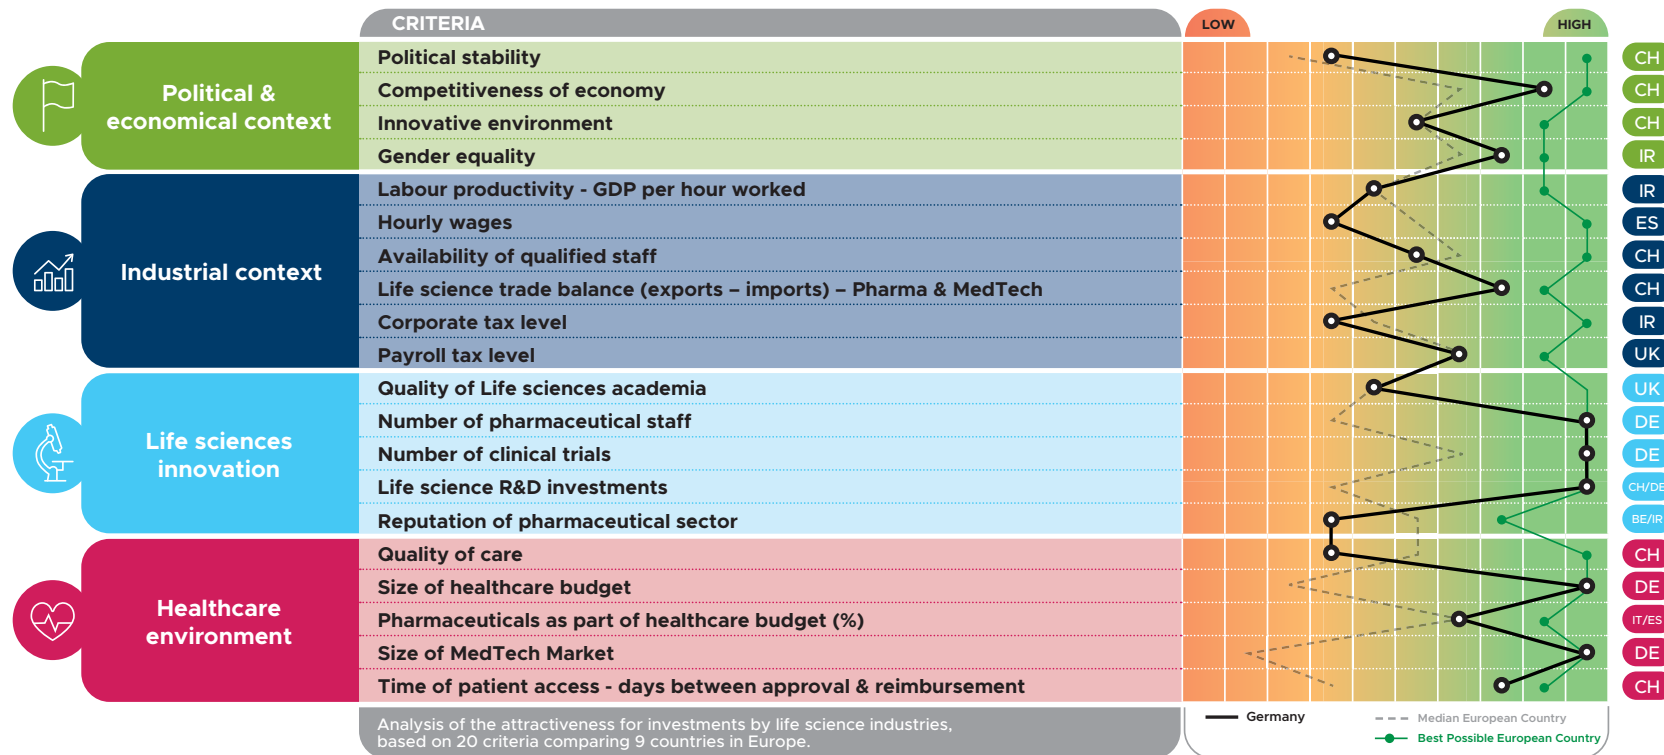 CRITERIA
LOW
HIGH
Political &
economical context
Political stability
CH
Competitiveness of economy
CH
Innovative environment
CH
Gender equality
IR
Industrial context
Labour productivity - GDP per hour worked
IR
Hourly wages
ES
Availability of qualified staff
CH
Life science trade balance (exports – imports) – Pharma & MedTech
CH
Corporate tax level
IR
Payroll tax level
UK
Life sciences
innovation
Quality of Life sciences academia
UK
Number of pharmaceutical staff
DE
Number of clinical trials
DE
Life science R&D investments
CH/DE
Reputation of pharmaceutical sector
BE/IR
Healthcare
environment
Quality of care
CH
Size of healthcare budget
DE
Pharmaceuticals as part of healthcare budget (%)
IT/ES
Size of MedTech Market
DE
Time of patient access - days between approval & reimbursement
CH
Analysis of the attractiveness for investments by life science industries,
based on 20 criteria comparing 9 countries in Europe.
Germany
Median European Country
Best Possible European Country